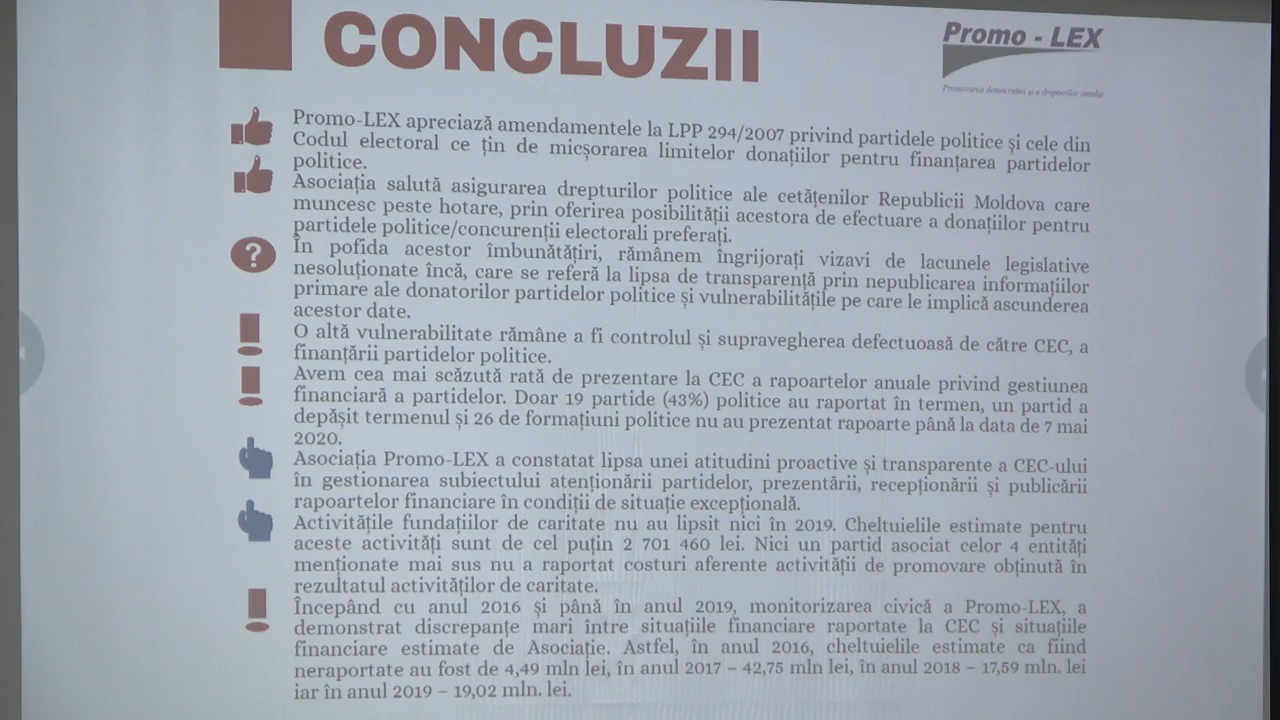 CONCLUZII
Promo - LEX
Promovarea democrației și a drepturilor omului
Promo-LEX apreciază amendamentele la LPP 294/2007 privind partidele politice și cele din
Codul electoral ce țin de micșorarea limitelor donațiilor pentru finanțarea partidelor
politice.
Asociația salută asigurarea drepturilor politice ale cetățenilor Republicii Moldova care
muncesc peste hotare, prin oferirea posibilității acestora de efectuare a donațiilor pentru
partidele politice/concurenții electorali preferați.
În pofida acestor îmbunătățiri, rămânem îngrijorați vizavi de lacunele legislative
nesoluționate încă, care se referă la lipsa de transparență prin nepublicarea informațiilor
primare ale donatorilor partidelor politice și vulnerabilitățile pe care le implică ascunderea
acestor date.
O altă vulnerabilitate rămâne a fi controlul și supravegherea defectuoasă de către CEC, a
finanțării partidelor politice.
Avem cea mai scăzută rată de prezentare la CEC a rapoartelor anuale privind gestiunea
financiară a partidelor. Doar 19 partide (43%) politice au raportat în termen, un partid a
depășit termenul și 26 de formațiuni politice nu au prezentat rapoarte până la data de 7 mai
2020.
Asociația Promo-LEX a constatat lipsa unei atitudini proactive și transparente a CEC-ului
în gestionarea subiectului atenționării partidelor, prezentării, recepționării și publicării
rapoartelor financiare în condiții de situație excepțională.
Activitățile fundațiilor de caritate nu au lipsit nici în 2019. Cheltuielile estimate pentru
aceste activități sunt de cel puțin 2 701 460 lei. Nici un partid asociat celor 4 entități
menționate mai sus nu a raportat costuri aferente activității de promovare obținută în
rezultatul activităților de caritate.
Începând cu anul 2016 și până în anul 2019, monitorizarea civică a Promo-LEX, a
demonstrat discrepanțe mari între situațiile financiare raportate la CEC și situațiile
financiare estimate de Asociație. Astfel, în anul 2016, cheltuielile estimate ca fiind
neraportate au fost de 4,49 mln lei, în anul 2017 – 42,75 mln lei, în anul 2018 – 17,59 mln. lei
iar în anul 2019 – 19,02 mln. lei.